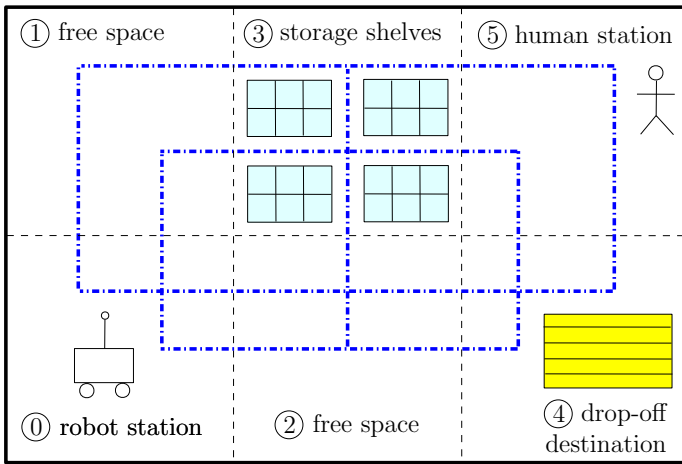 ① free space
③ storage shelves
⑤ human station
⓪ robot station
② free space
④ drop-off
destination